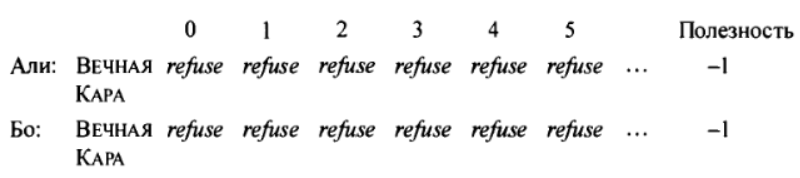 0 1 2 3 4 5 Полезность
Али: ВЕЧНАЯ refuse refuse refuse refuse refuse refuse ... –1
КАРА
Бо: ВЕЧНАЯ refuse refuse refuse refuse refuse refuse ... –1
КАРА